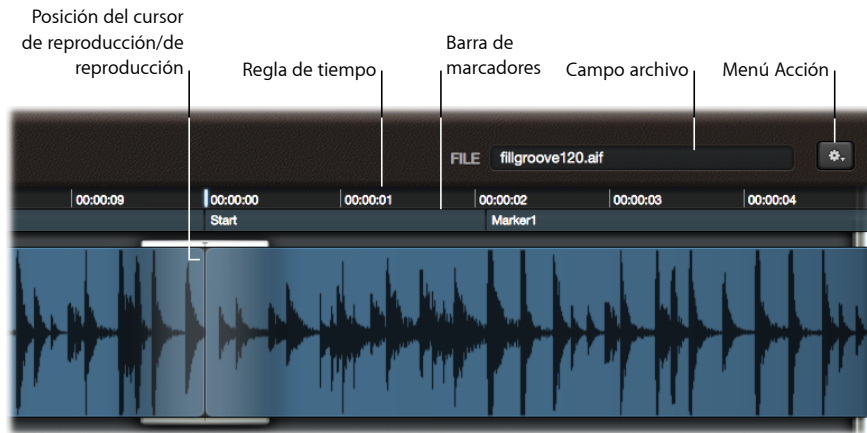 Posición del cursor
de reproducción/de
reproducción
Regla de tiempo
Barra de
marcadores
Campo archivo
Menú Acción
FILE fillgroove120.aif
00:00:09 00:00:00 00:00:01 00:00:02 00:00:03 00:00:04
Start Marker1